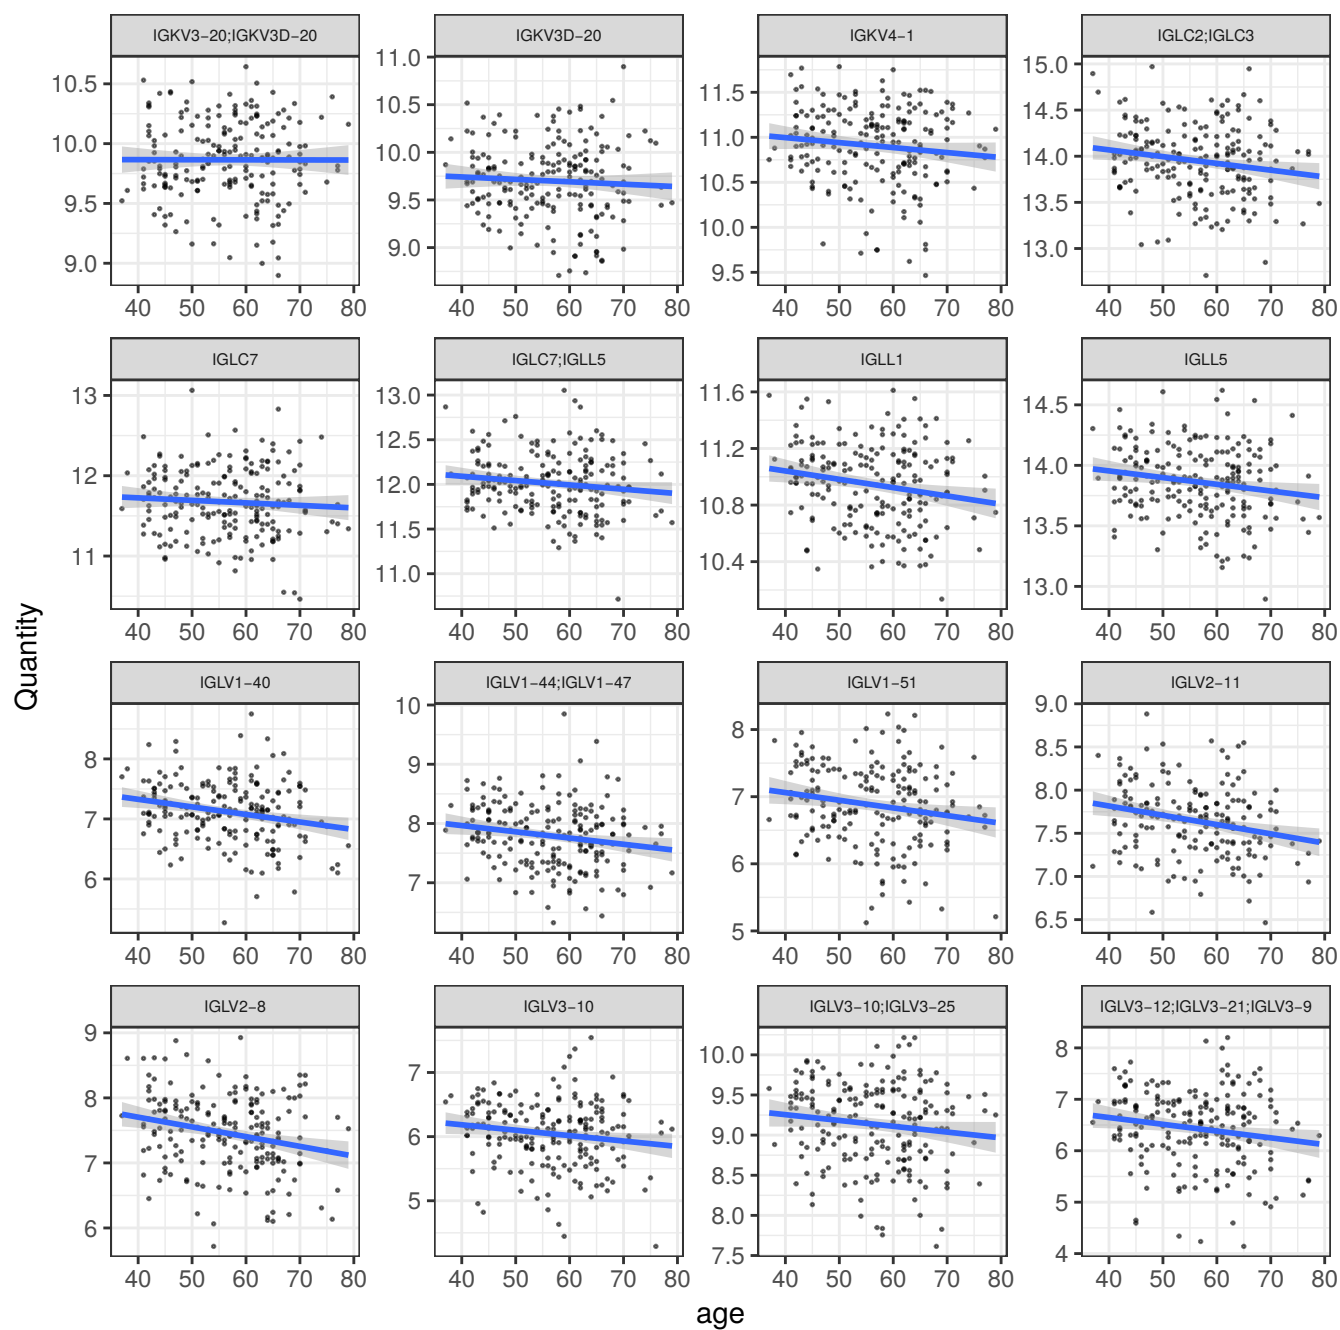 IGKV3−20;IGKV3D−20
IGKV3D−20
IGKV4−1
IGLC2;IGLC3
10.5
10.0
9.5
9.0
11.0
10.5
10.0
9.5
9.0
11.5
11.0
10.5
10.0
9.5
15.0
14.5
14.0
13.5
13.0
40 50 60 70 80
40 50 60 70 80
40 50 60 70 80
40 50 60 70 80
IGLC7
IGLC7;IGLL5
IGLL1
IGLL5
13
12
11
13.0
12.5
12.0
11.5
11.0
11.6
11.2
10.8
10.4
14.5
14.0
13.5
13.0
40 50 60 70 80
40 50 60 70 80
40 50 60 70 80
40 50 60 70 80
Quantity
IGLV1−40
IGLV1−44;IGLV1−47
IGLV1−51
IGLV2−11
8
7
6
10
9
8
7
8
7
6
5
9.0
8.5
8.0
7.5
7.0
6.5
40 50 60 70 80
40 50 60 70 80
40 50 60 70 80
40 50 60 70 80
IGLV2−8
IGLV3−10
IGLV3−10;IGLV3−25
IGLV3−12;IGLV3−21;IGLV3−9
9
8
7
6
7
6
5
10.0
9.5
9.0
8.5
8.0
7.5
8
7
6
5
4
40 50 60 70 80
40 50 60 70 80
40 50 60 70 80
40 50 60 70 80
age